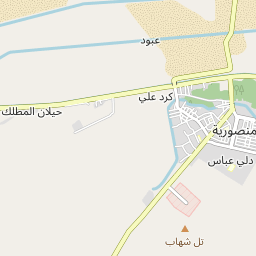 عبود
كرد علي
حيلان المطلك
منصورية
دلي عباس
تل شهاب